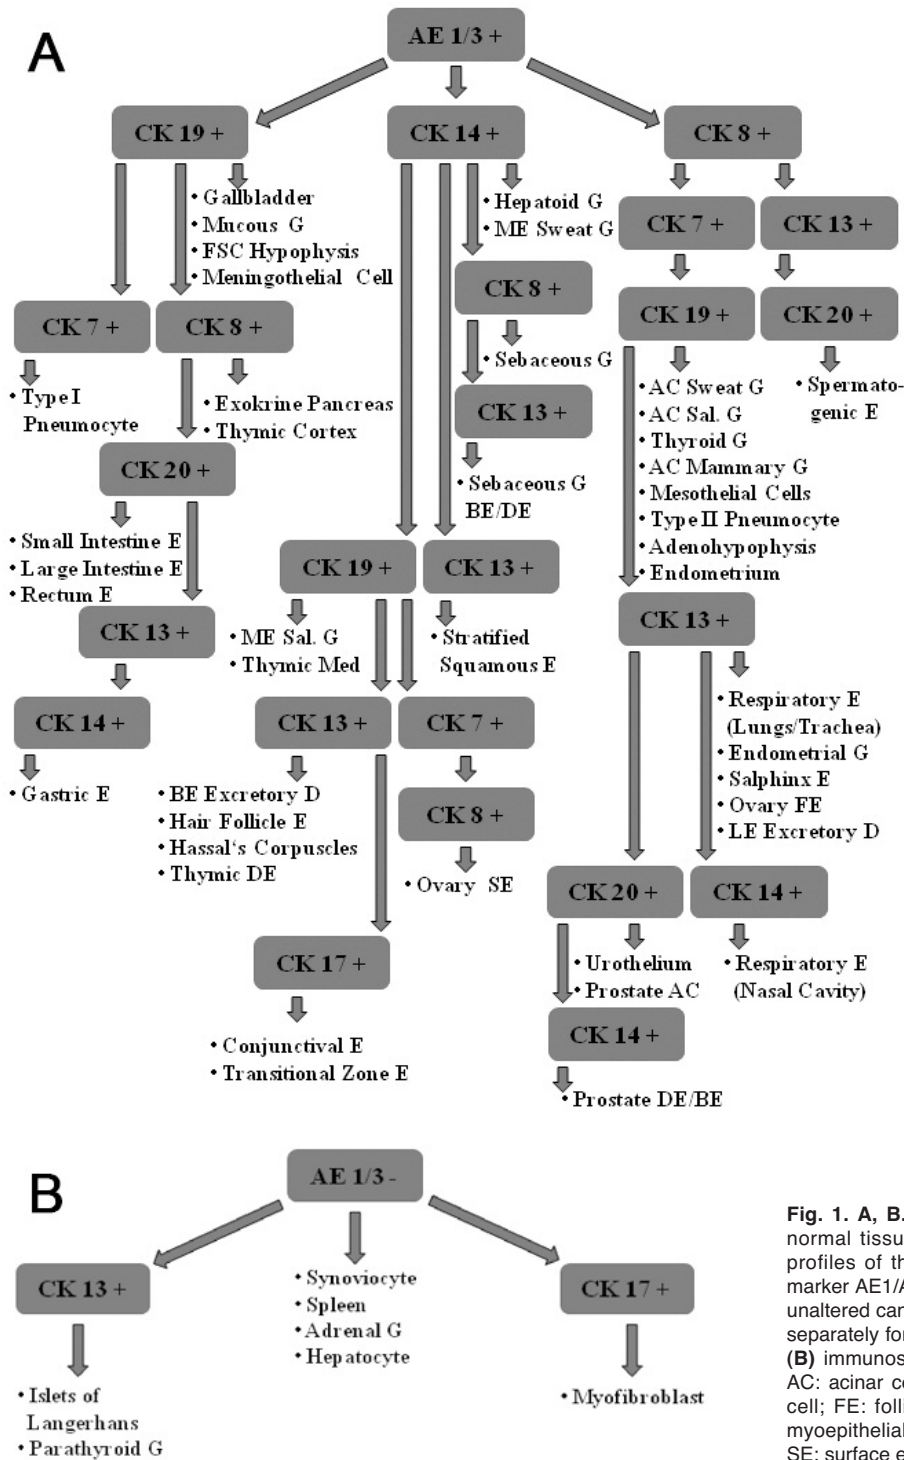 A
AE 1/3 +
CK 19 +
CK 14 +
CK 8 +
• Gallbladder
• Mucous G
• FSC Hypophysis
• Meningothelial Cell
• Hepatoid G
• ME Sweat G
CK 7 +
CK 13 +
CK 7 +
CK 8 +
CK 8 +
CK 19 +
CK 20 +
• Type I
Pneumocyte
• Exokrine Pancreas
• Thymic Cortex
• Sebaceous G
CK 13 +
• AC Sweat G
• AC Sal. G
• Thyroid G
• AC Mammary G
• Mesothelial Cells
• Type II Pneumocyte
• Adenohypophysis
• Endometrium
• Spermato-
genic E
CK 20 +
• Sebaceous G
BE/DE
• Small Intestine E
• Large Intestine E
• Rectum E
CK 19 +
CK 13 +
CK 13 +
CK 13 +
• ME Sal. G
• Thymic Med
• Stratified
Squamous E
CK 14 +
CK 13 +
CK 7 +
• Respiratory E
(Lungs/Trachea)
• Endometrial G
• Salphinx E
• Ovary FE
• LE Excretory D
• Gastric E
• BE Excretory D
• Hair Follicle E
• Hassal's Corpuscles
• Thymic DE
CK 8 +
• Ovary SE
CK 20 +
CK 14 +
CK 17 +
• Urothelium
• Prostate AC
• Respiratory E
(Nasal Cavity)
• Conjunctival E
• Transitional Zone E
CK 14 +
• Prostate DE/BE
B
AE 1/3 -
CK 13 +
• Synoviocyte
• Spleen
• Adrenal G
• Hepatocyte
CK 17 +
• Islets of
Langerhans
• Parathyroid G
• Myofibroblast
Fig. 1. A, B.
normal tissu
profiles of th
marker AE1/A
unaltered can
separately for
(B) immunos
AC: acinar ce
cell; FE: folli
myoepithelial
SE: surface e